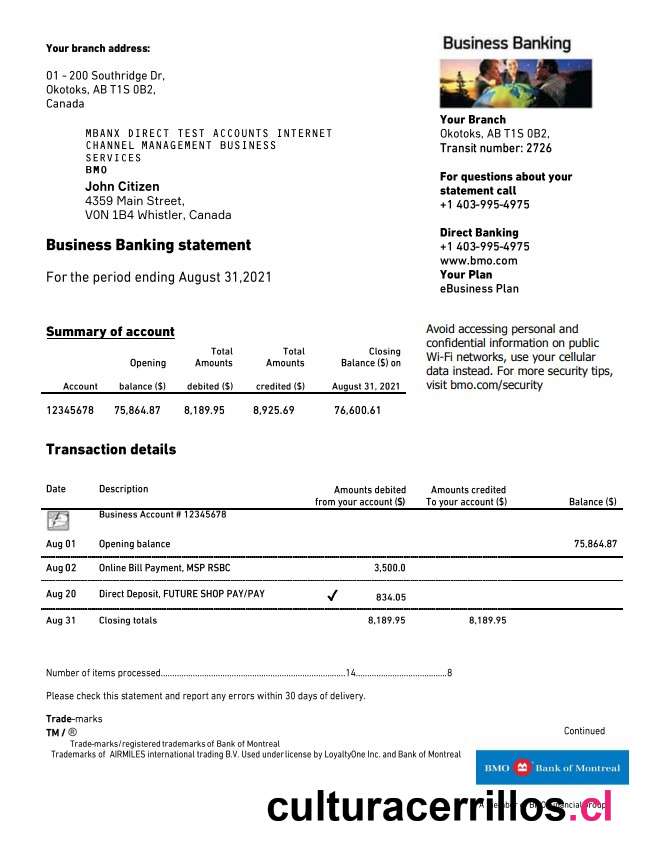 Your branch address:
01 - 200 Southridge Dr,
Okotoks, AB T1S 0B2,
Canada
MBANX DIRECT TEST ACCOUNTS INTERNET
CHANNEL MANAGEMENT BUSINESS
SERVICES
BMO
John Citizen
4359 Main Street,
V0N 1B4 Whistler, Canada
Business Banking statement
For the period ending August 31,2021
Business Banking
Your Branch
Okotoks, AB T1S 0B2,
Transit number: 2726
For questions about your
statement call
+1 403-995-4975
Direct Banking
+1 403-995-4975
www.bmo.com
Your Plan
eBusiness Plan
Summary of account
Total Total Closing
Opening Amounts Amounts Balance ($) on
Account balance ($) debited ($) credited ($) August 31, 2021
12345678 75,864.87 8,189.95 8,925.69 76,600.61
Avoid accessing personal and
confidential information on public
Wi-Fi networks, use your cellular
data instead. For more security tips,
visit bmo.com/security
Transaction details
Date Description Amounts debited Amounts credited
from your account ($) To your account ($) Balance ($)
Business Account # 12345678
Aug 01 Opening balance 75,864.87
Aug 02 Online Bill Payment, MSP RSBC 3,500.0
Aug 20 Direct Deposit, FUTURE SHOP PAY/PAY ✓ 834.05
Aug 31 Closing totals 8,189.95 8,189.95
Number of items processed.....................................................................14...................................8
Please check this statement and report any errors within 30 days of delivery.
Trade-marks
TM / ®
Continued
Trade-marks/registered trademarks of Bank of Montreal
Trademarks of AIRMILES international trading B.V. Used under license by LoyaltyOne Inc. and Bank of Montreal
BMO Bank of Montreal
A Member of BMO Financial Group
culturacerrillos.cl